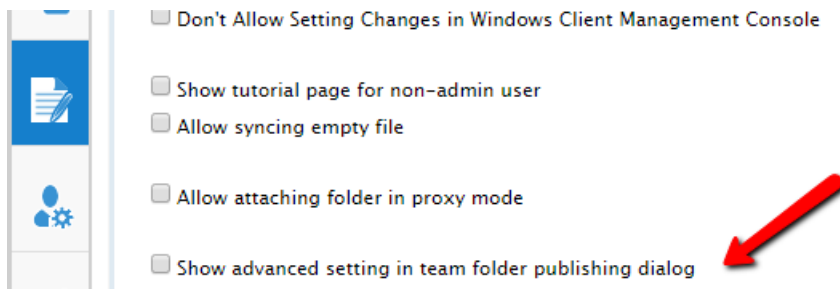 Don't Allow Setting Changes in Windows Client Management Console
Show tutorial page for non-admin user
Allow syncing empty file
Allow attaching folder in proxy mode
Show advanced setting in team folder publishing dialog